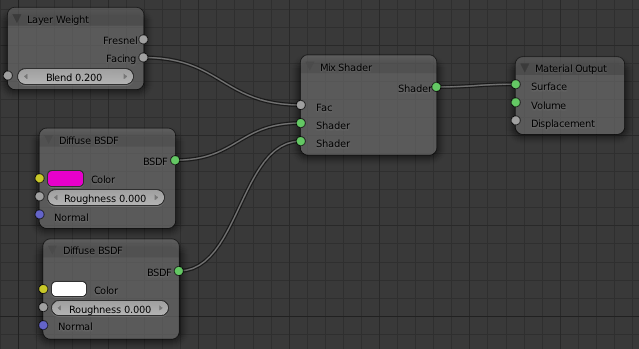 Layer Weight
Fresnel
Facing
Blend 0.200
Diffuse BSDF
BSDF
Color
Roughness 0.000
Normal
Diffuse BSDF
BSDF
Color
Roughness 0.000
Normal
Mix Shader
Shader
Fac
Shader
Shader
Material Output
Surface
Volume
Displacement